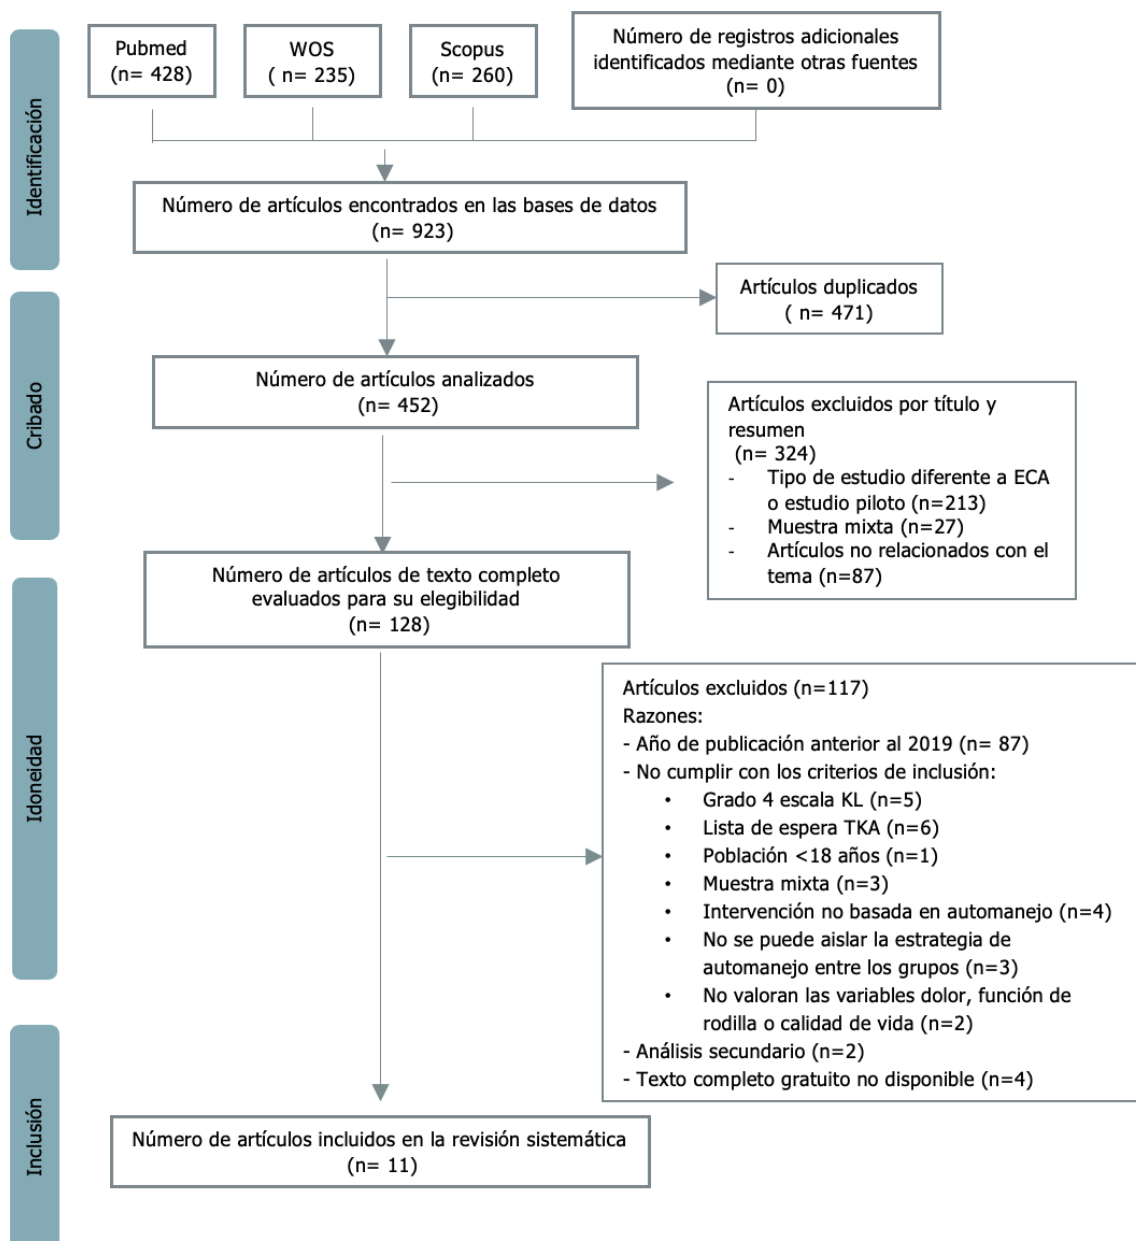 Identificación
Pubmed
(n= 428)
WOS
( n= 235)
Scopus
(n= 260)
Número de registros adicionales
identificados mediante otras fuentes
(n= 0)
Número de artículos encontrados en las bases de datos
(n= 923)
Artículos duplicados
( n= 471)
Cribado
Número de artículos analizados
(n= 452)
Artículos excluidos por título y
resumen
(n= 324)
- Tipo de estudio diferente a ECA
o estudio piloto (n=213)
- Muestra mixta (n=27)
- Artículos no relacionados con el
tema (n=87)
Idoneidad
Número de artículos de texto completo
evaluados para su elegibilidad
(n= 128)
Artículos excluidos (n=117)
Razones:
- Año de publicación anterior al 2019 (n= 87)
- No cumplir con los criterios de inclusión:
• Grado 4 escala KL (n=5)
• Lista de espera TKA (n=6)
• Población <18 años (n=1)
• Muestra mixta (n=3)
• Intervención no basada en automanejo (n=4)
• No se puede aislar la estrategia de
automanejo entre los grupos (n=3)
• No valoran las variables dolor, función de
rodilla o calidad de vida (n=2)
- Análisis secundario (n=2)
- Texto completo gratuito no disponible (n=4)
Inclusión
Número de artículos incluidos en la revisión sistemática
(n= 11)